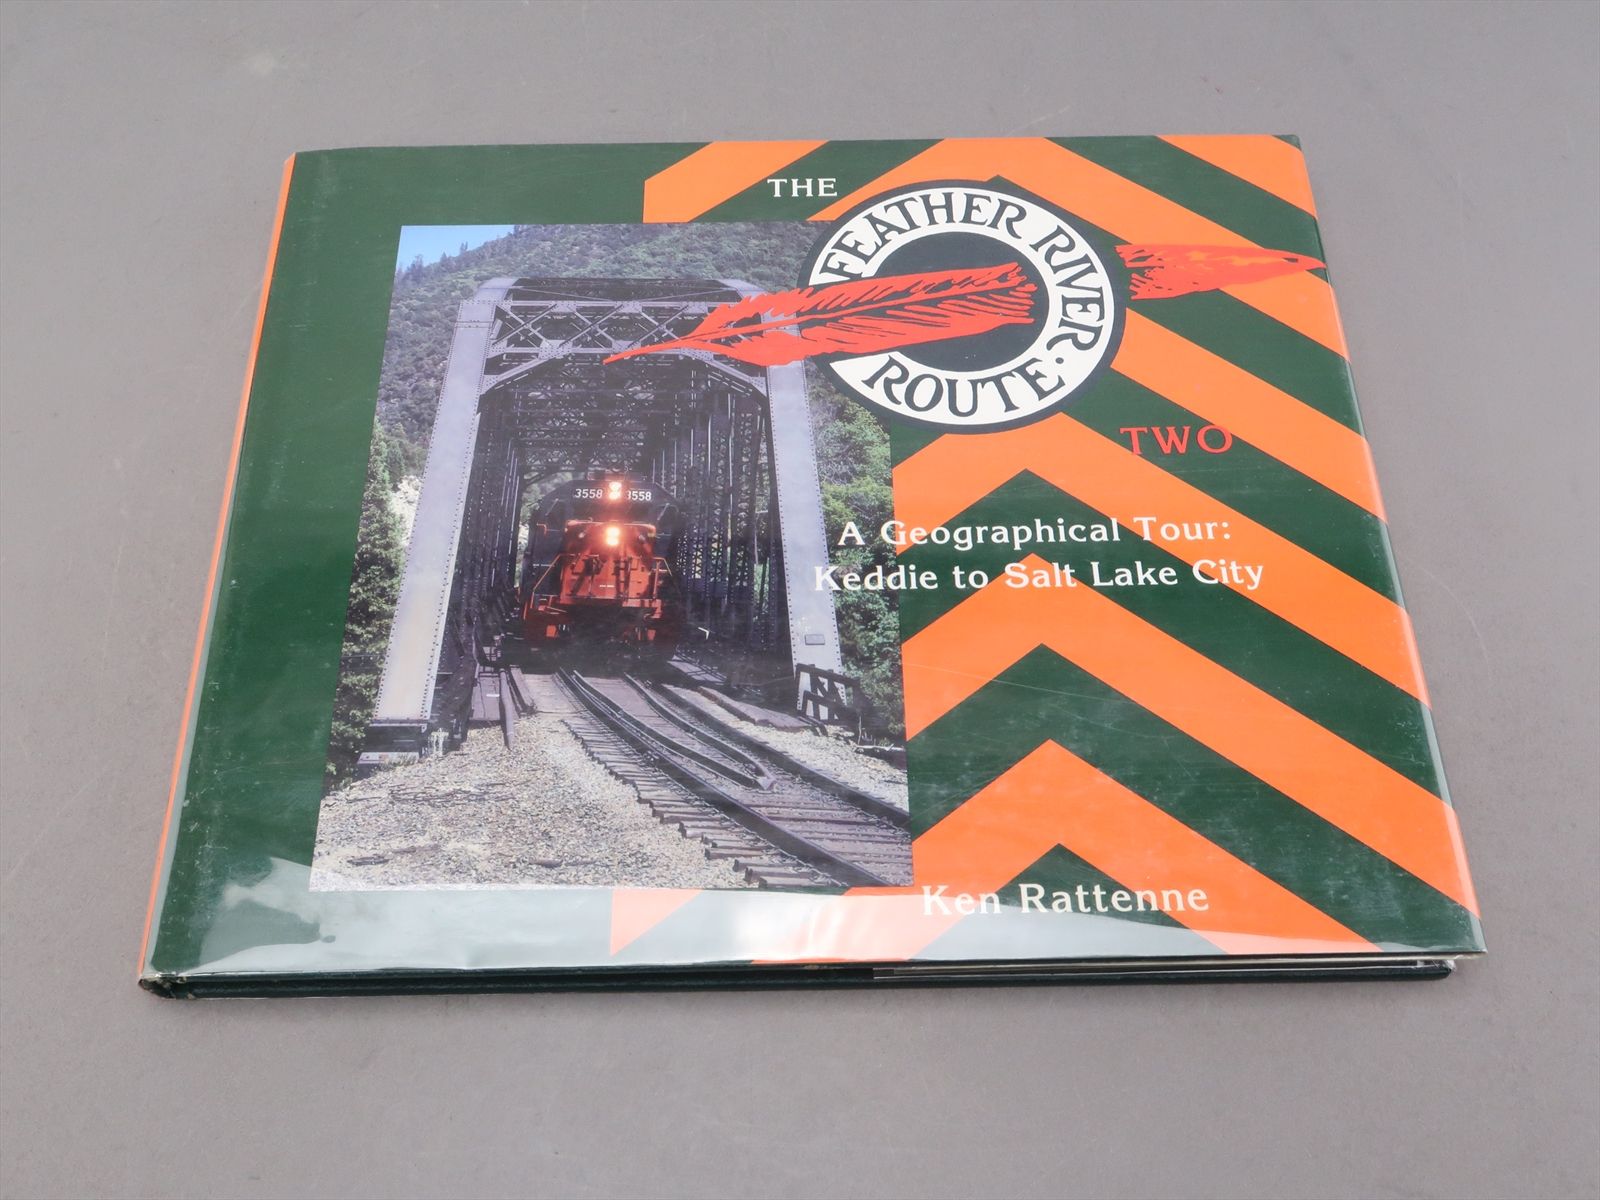 THE
FEATHER RIVER
ROUTE
TWO
3558 3558
A Geographical Tour:
Keddie to Salt Lake City
Ken Rattenne